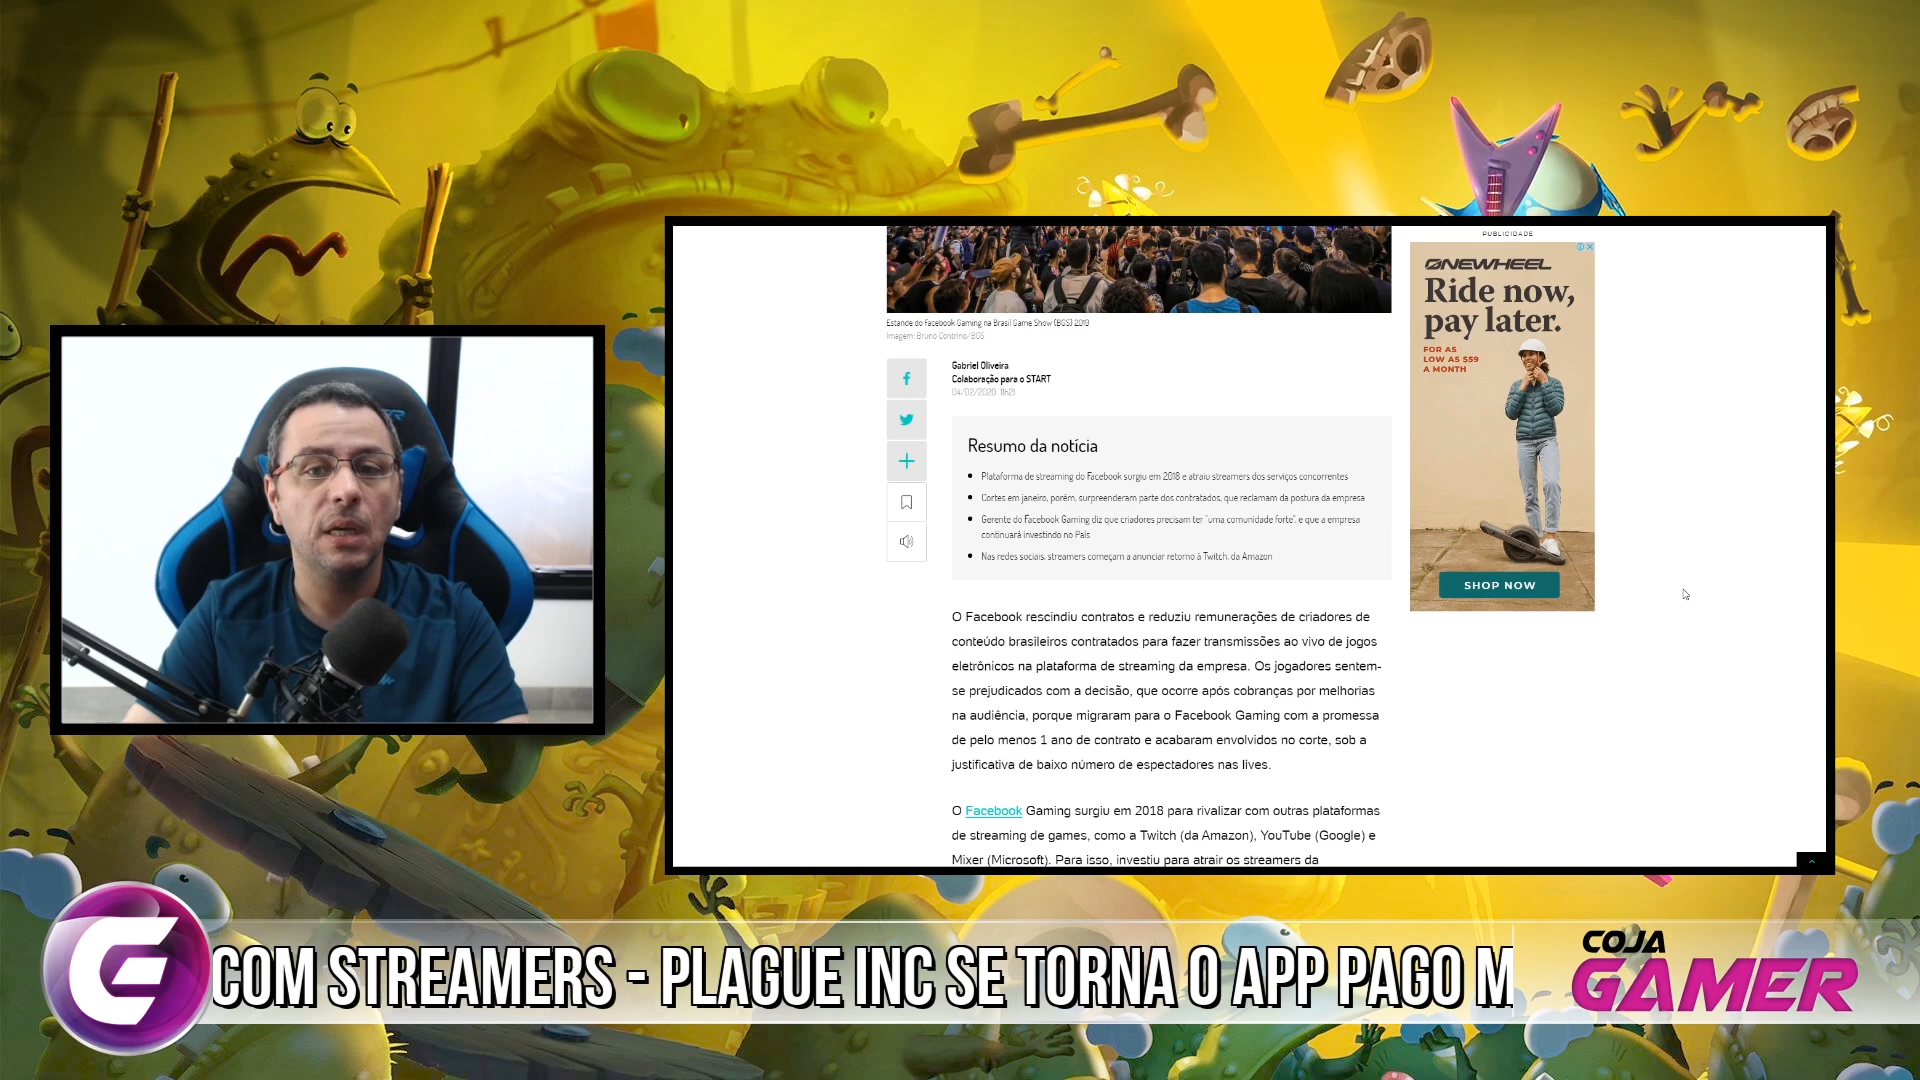 PUBLICIDADE
ONEWHEEL
Ride now,
pay later.
FOR AS
LOW AS $59
A MONTH
SHOP NOW
Estande do Facebook Gaming na Brasil Game Show (BGS) 2019
Imagem: Bruno Contrino/BGS
Gabriel Oliveira
Colaboração para o START
04/02/2020 11h21
Resumo da notícia
Plataforma de streaming do Facebook surgiu em 2018 e atraiu streamers dos serviços concorrentes
Cortes em janeiro, porém, surpreenderam parte dos contratados, que reclamam da postura da empresa
Gerente do Facebook Gaming diz que criadores precisam ter "uma comunidade forte", e que a empresa
continuará investindo no País
Nas redes sociais, streamers começam a anunciar retorno à Twitch, da Amazon
O Facebook rescindiu contratos e reduziu remunerações de criadores de
conteúdo brasileiros contratados para fazer transmissões ao vivo de jogos
eletrônicos na plataforma de streaming da empresa. Os jogadores sentem-
se prejudicados com a decisão, que ocorre após cobranças por melhorias
na audiência, porque migraram para o Facebook Gaming com a promessa
de pelo menos 1 ano de contrato e acabaram envolvidos no corte, sob a
justificativa de baixo número de espectadores nas lives.
O Facebook Gaming surgiu em 2018 para rivalizar com outras plataformas
de streaming de games, como a Twitch (da Amazon), YouTube (Google) e
Mixer (Microsoft). Para isso, investiu para atrair os streamers da
COM STREAMERS - PLAGUE INC SE TORNA O APP PAGO M
COJA
GAMER